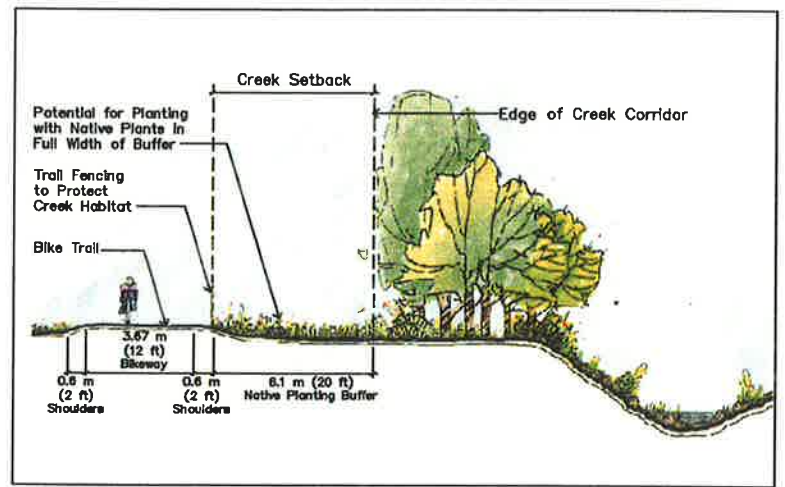 Creek Setback
Potential for Planting
with Native Plants in
Full Width of Buffer
Edge of Creek Corridor
Trail Fencing
to Protect
Creek Habitat
Bike Trail
3.67 m
(12 ft)
Bikeway
0.6 m
(2 ft)
Shoulders
0.6 m
(2 ft)
Shoulders
6.1 m (20 ft)
Native Planting Buffer